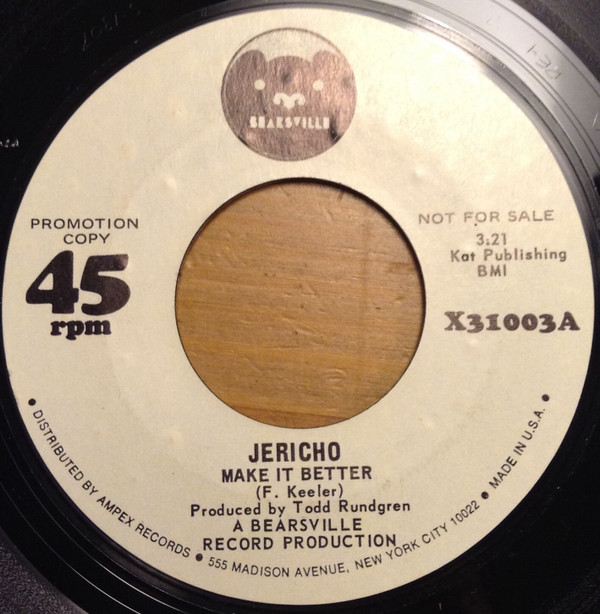 BEARSVILLE
PROMOTION
COPY
45
rpm
NOT FOR SALE
3:21
Kat Publishing
BMI
X31003A
JERICHO
MAKE IT BETTER
(F. Keeler)
Produced by Todd Rundgren
A BEARSVILLE
RECORD PRODUCTION
• DISTRIBUTED BY AMPEX RECORDS • 555 MADISON AVENUE, NEW YORK CITY 10022 • MADE IN U.S.A. •